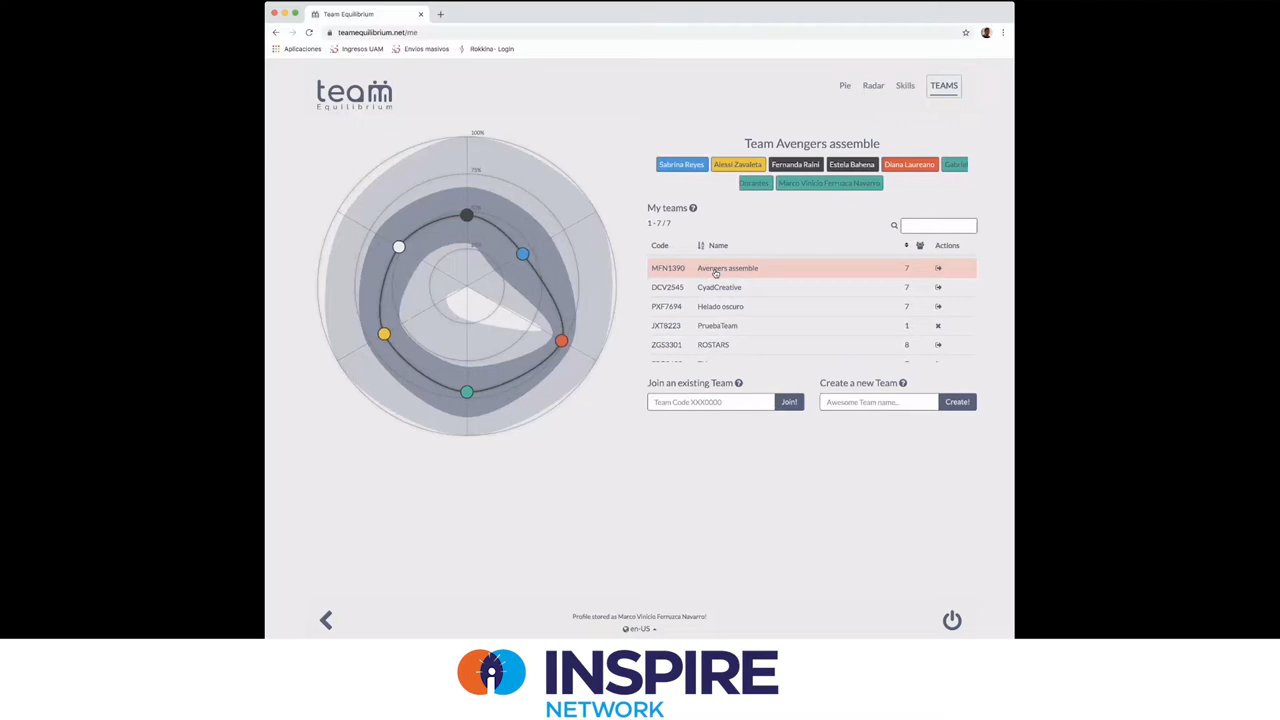 Team Equilibrium
teamequilibrium.net/me
Aplicaciones Ingresos UAM Envios masivos Rokkina- Login
team
Equilibrium
Pie Radar Skills TEAMS
100%
75%
Team Avengers assemble
Sabrina Reyes Alessi Zavaleta Fernanda Raini Estela Bahena Diana Laureano Gabriel
Dorantes Marco Vinicio Ferruzca Navarro
My teams
1 - 7 / 7
Code Name Actions
MFN1390 Avengers assemble 7
DCV2545 CyadCreative 7
PXF7694 Helado oscuro 7
JXT8223 PruebaTeam 1
ZGS3301 ROSTARS 8
Join an existing Team Create a new Team
Team Code XXX0000 Join! Awesome Team name.. Create!
Profile stored as Marco Vinicio Ferruzca Navarro!
en-US
INSPIRE
NETWORK